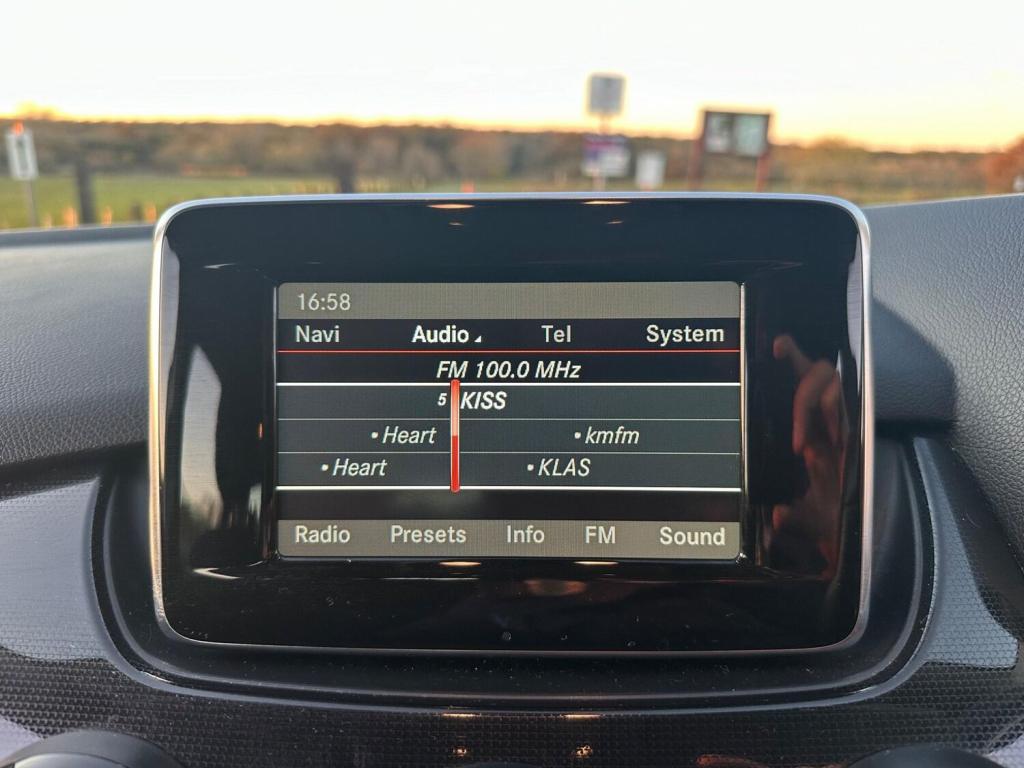 16:58
Navi Audio Tel System
FM 100.0 MHz
5 KISS
•Heart •kmfm
•Heart •KLAS
Radio Presets Info FM Sound